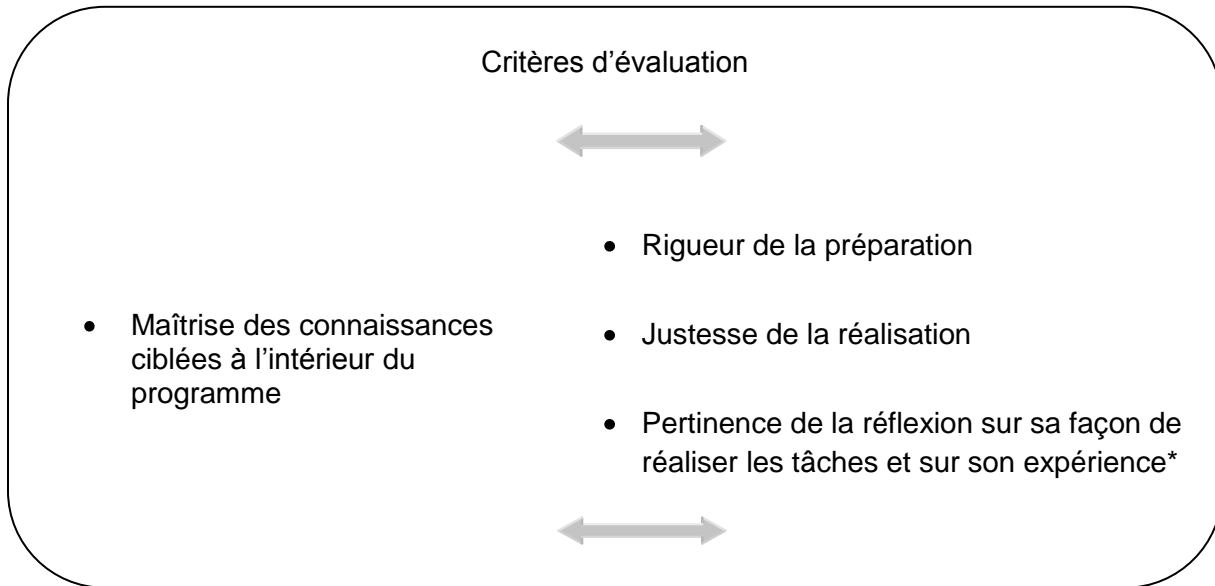 Critères d’évaluation
• Maîtrise des connaissances
ciblées à l’intérieur du
programme
• Rigueur de la préparation
• Justesse de la réalisation
• Pertinence de la réflexion sur sa façon de
réaliser les tâches et sur son expérience*